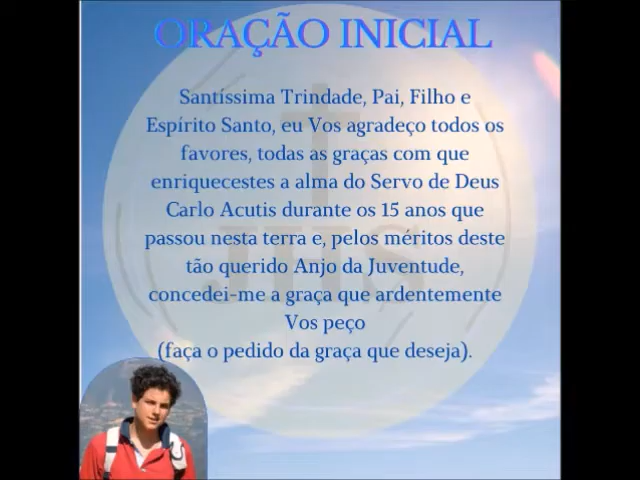 ORAÇÃO INICIAL
Santíssima Trindade, Pai, Filho e
Espírito Santo, eu Vos agradeço todos os
favores, todas as graças com que
enriquecestes a alma do Servo de Deus
Carlo Acutis durante os 15 anos que
passou nesta terra e, pelos méritos deste
tão querido Anjo da Juventude,
concedei-me a graça que ardentemente
Vos peço
(faça o pedido da graça que deseja).
JHS